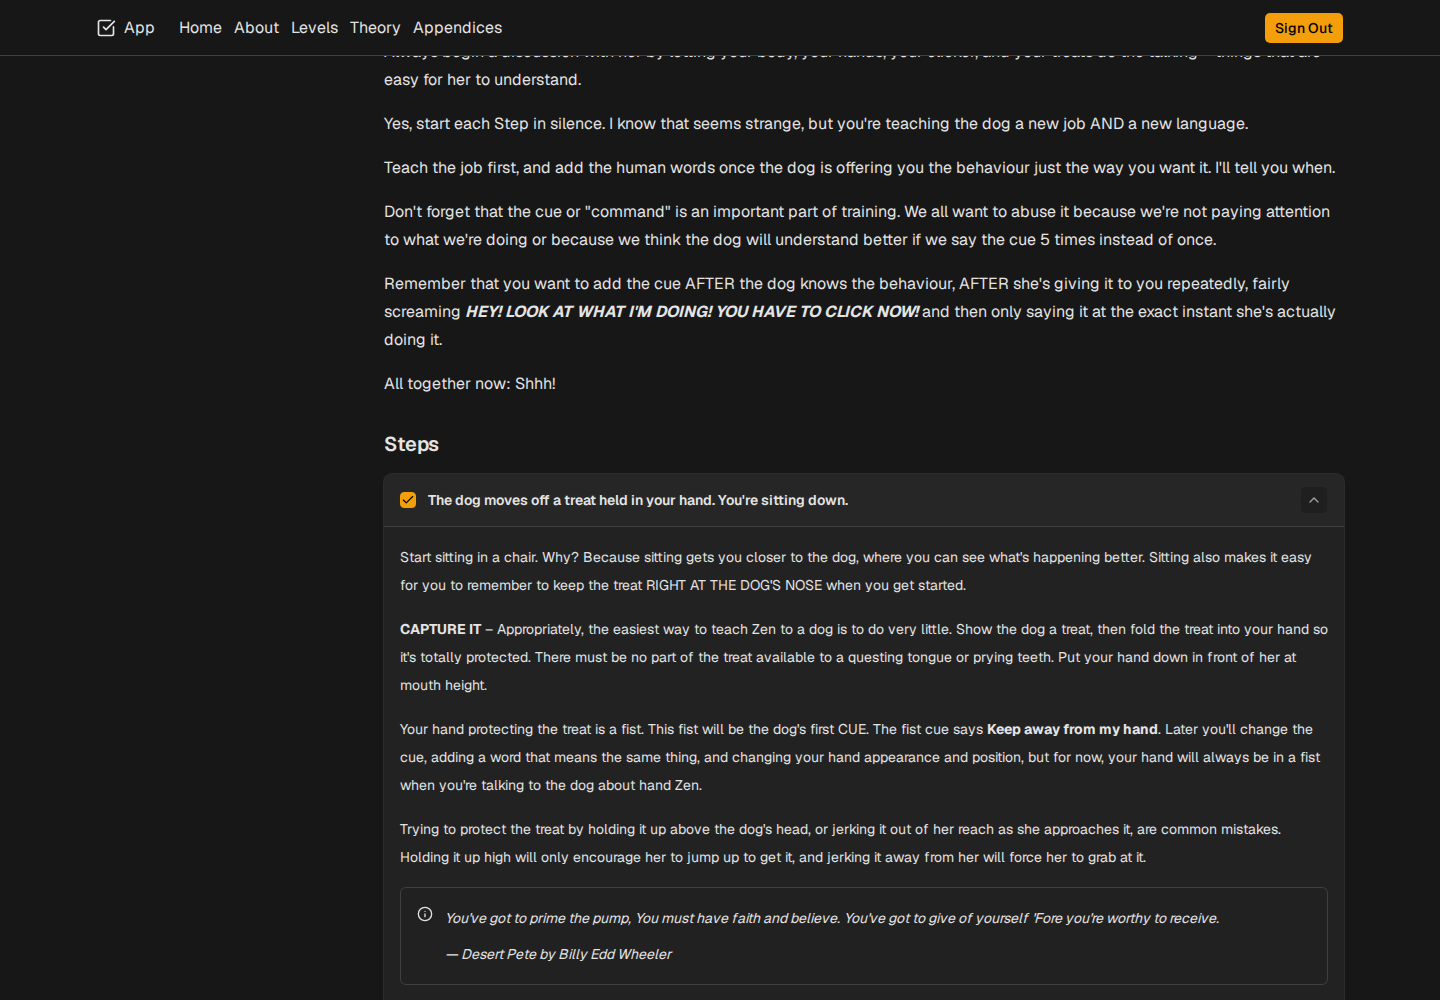 App Home About Levels Theory Appendices Sign Out
Always begin a discussion with her by letting your body, your hands, your clicker, and your treats do the talking – things that are
easy for her to understand.
Yes, start each Step in silence. I know that seems strange, but you're teaching the dog a new job AND a new language.
Teach the job first, and add the human words once the dog is offering you the behaviour just the way you want it. I'll tell you when.
Don't forget that the cue or "command" is an important part of training. We all want to abuse it because we're not paying attention
to what we're doing or because we think the dog will understand better if we say the cue 5 times instead of once.
Remember that you want to add the cue AFTER the dog knows the behaviour, AFTER she's giving it to you repeatedly, fairly
screaming HEY! LOOK AT WHAT I'M DOING! YOU HAVE TO CLICK NOW! and then only saying it at the exact instant she's actually
doing it.
All together now: Shhh!
Steps
The dog moves off a treat held in your hand. You're sitting down.
Start sitting in a chair. Why? Because sitting gets you closer to the dog, where you can see what's happening better. Sitting also makes it easy
for you to remember to keep the treat RIGHT AT THE DOG'S NOSE when you get started.
CAPTURE IT – Appropriately, the easiest way to teach Zen to a dog is to do very little. Show the dog a treat, then fold the treat into your hand so
it's totally protected. There must be no part of the treat available to a questing tongue or prying teeth. Put your hand down in front of her at
mouth height.
Your hand protecting the treat is a fist. This fist will be the dog's first CUE. The fist cue says Keep away from my hand. Later you'll change the
cue, adding a word that means the same thing, and changing your hand appearance and position, but for now, your hand will always be in a fist
when you're talking to the dog about hand Zen.
Trying to protect the treat by holding it up above the dog's head, or jerking it out of her reach as she approaches it, are common mistakes.
Holding it up high will only encourage her to jump up to get it, and jerking it away from her will force her to grab at it.
You've got to prime the pump, You must have faith and believe. You've got to give of yourself 'Fore you're worthy to receive.
— Desert Pete by Billy Edd Wheeler